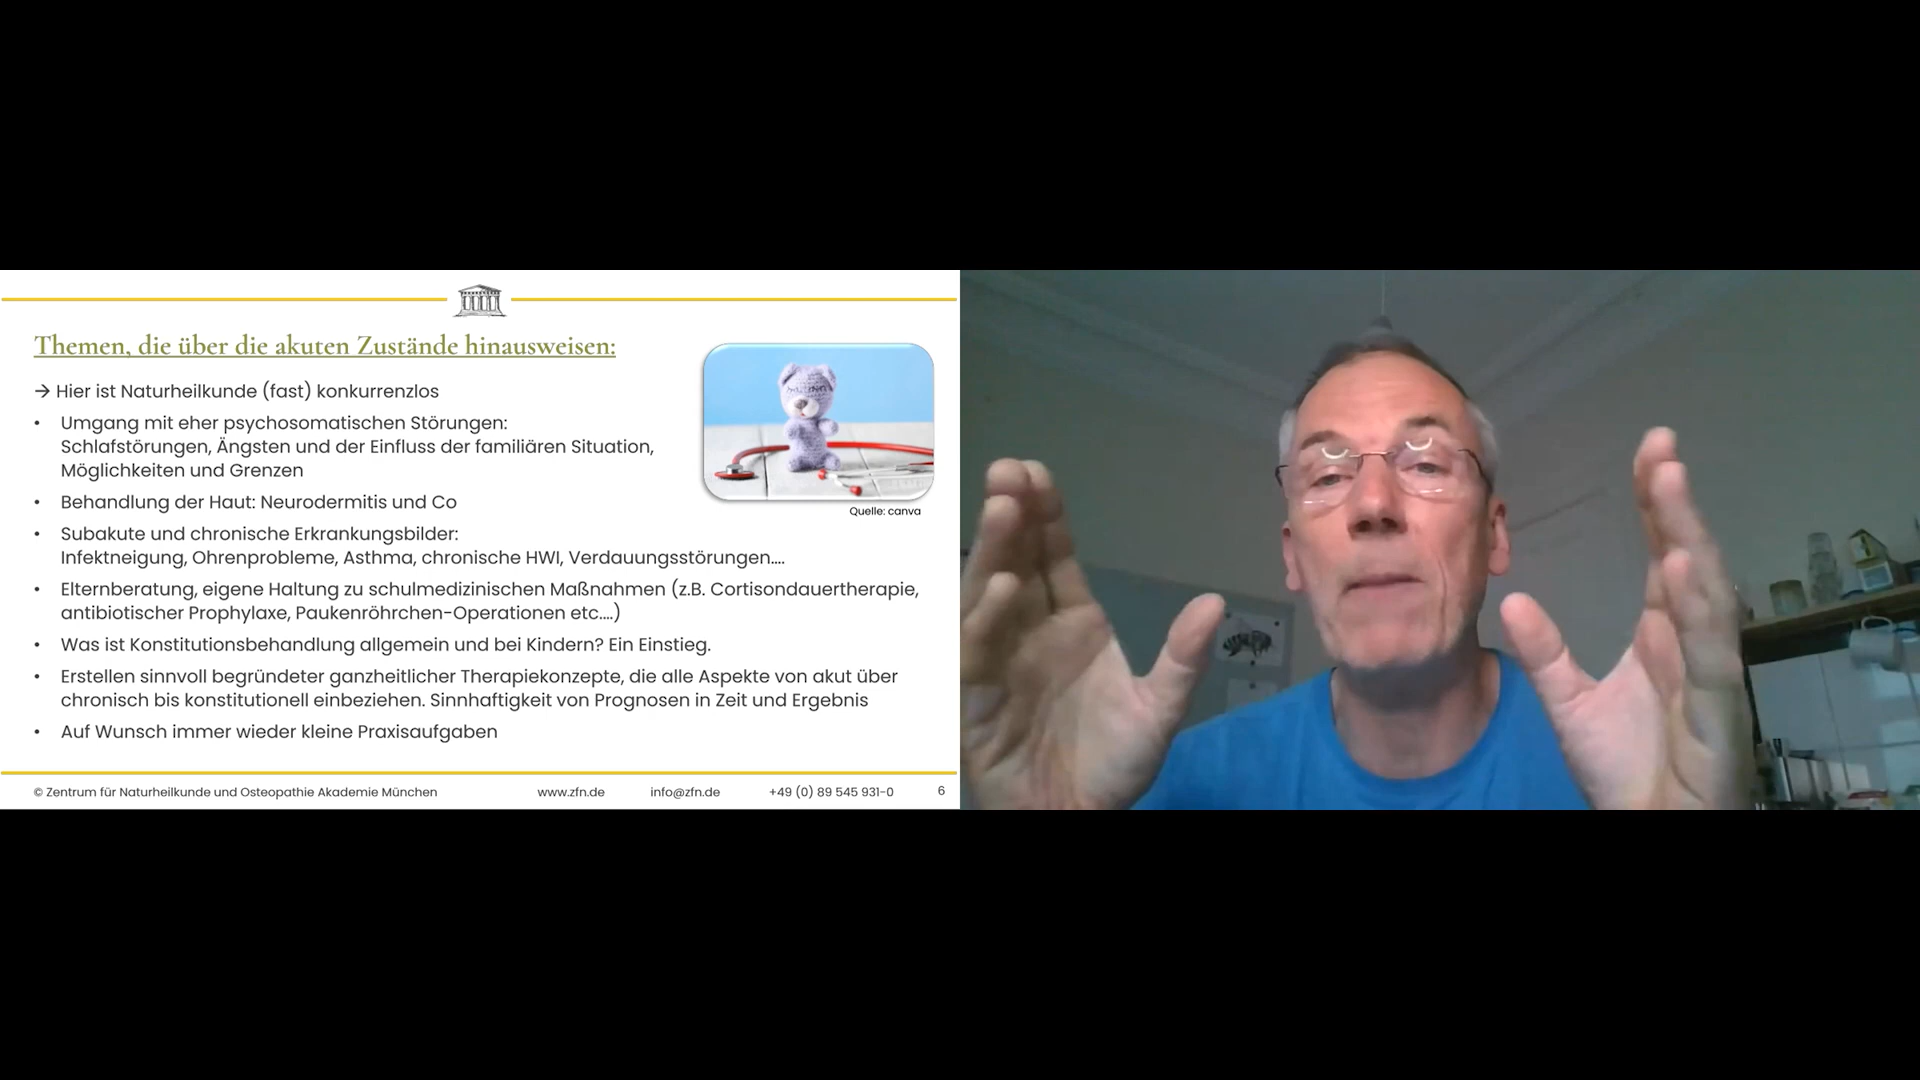 Themen, die über die akuten Zustände hinausweisen:
→ Hier ist Naturheilkunde (fast) konkurrenzlos
• Umgang mit eher psychosomatischen Störungen:
Schlafstörungen, Ängsten und der Einfluss der familiären Situation,
Möglichkeiten und Grenzen
• Behandlung der Haut: Neurodermitis und Co
• Subakute und chronische Erkrankungsbilder:
Infektneigung, Ohrenprobleme, Asthma, chronische HWI, Verdauungsstörungen....
• Elternberatung, eigene Haltung zu schulmedizinischen Maßnahmen (z.B. Cortisondauertherapie,
antibiotischer Prophylaxe, Paukenröhrchen-Operationen etc....)
• Was ist Konstitutionsbehandlung allgemein und bei Kindern? Ein Einstieg.
• Erstellen sinnvoll begründeter ganzheitlicher Therapiekonzepte, die alle Aspekte von akut über
chronisch bis konstitutionell einbeziehen. Sinnhaftigkeit von Prognosen in Zeit und Ergebnis
• Auf Wunsch immer wieder kleine Praxisaufgaben
Quelle: canva
© Zentrum für Naturheilkunde und Osteopathie Akademie München www.zfn.de info@zfn.de +49 (0) 89 545 931-0 6